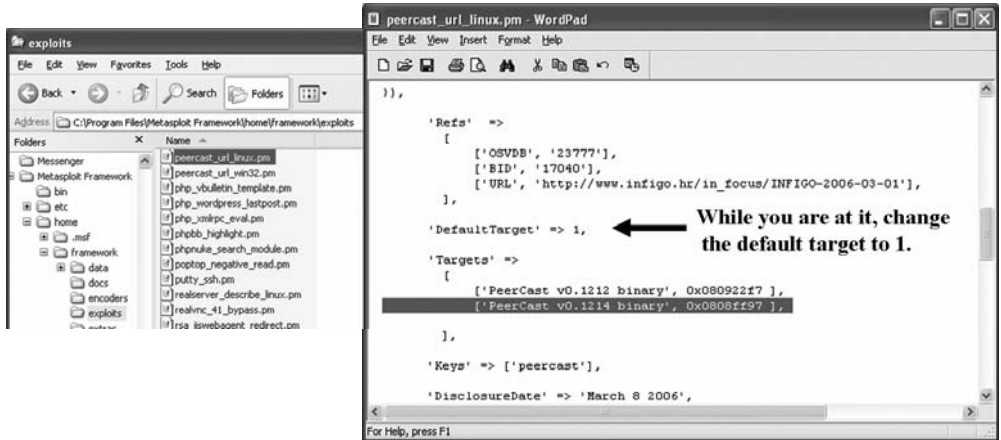 exploits
File Edit View Favorites Tools Help
Back Search Folders
Address C:\Program Files\Metasploit Framework\home\framework\exploits
Folders X
Messenger
Metasploit Framework
bin
etc
home
.msf
framework
data
docs
encoders
exploits
extras
Name
peercast_url_linux.pm
peercast_url_win32.pm
php_vbulletin_template.pm
php_wordpress_lastpost.pm
php_xmlrpc_eval.pm
phpbb_highlight.pm
phpnuke_search_module.pm
poptop_negative_read.pm
putty_ssh.pm
realserver_describe_linux.pm
realvnc_41_bypass.pm
rsa_iiswebagent_redirect.pm
peercast_url_linux.pm - WordPad
File Edit View Insert Format Help
)),
'Refs' =>
[
['OSVDB', '23777'],
['BID', '17040'],
['URL', 'http://www.infigo.hr/in_focus/INFIGO-2006-03-01'],
],
'DefaultTarget' => 1,
While you are at it, change
the default target to 1.
'Targets' =>
[
['PeerCast v0.1212 binary', 0x080922f7 ],
['PeerCast v0.1214 binary', 0x0808ff97 ],
],
'Keys' => ['peercast'],
'DisclosureDate' => 'March 8 2006',
For Help, press F1